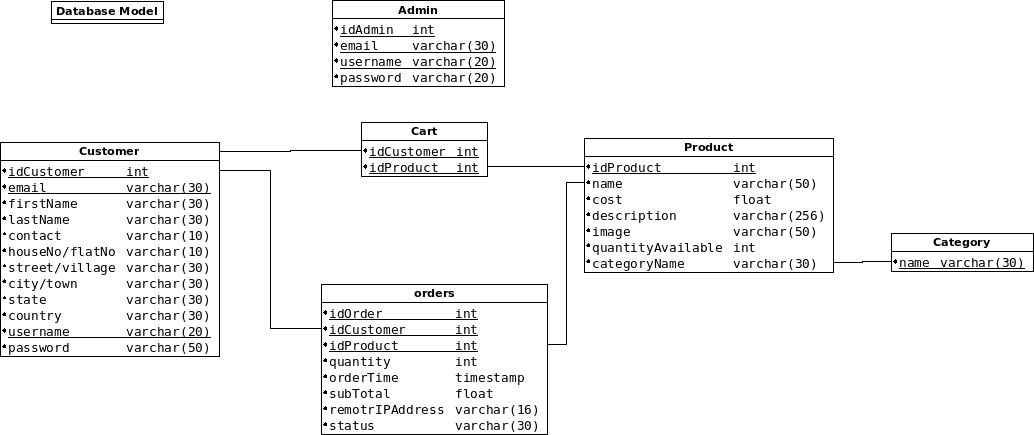 Database Model
Admin
idAdmin int
email varchar(30)
username varchar(20)
password varchar(20)
Cart
idCustomer int
idProduct int
Customer
idCustomer int
email varchar(30)
firstName varchar(30)
lastName varchar(30)
contact varchar(10)
houseNo/flatNo varchar(10)
street/village varchar(30)
city/town varchar(30)
state varchar(30)
country varchar(30)
username varchar(20)
password varchar(50)
Product
idProduct int
name varchar(50)
cost float
description varchar(256)
image varchar(50)
quantityAvailable int
categoryName varchar(30)
Category
name varchar(30)
orders
idOrder int
idCustomer int
idProduct int
quantity int
orderTime timestamp
subTotal float
remotrIPAddress varchar(16)
status varchar(30)